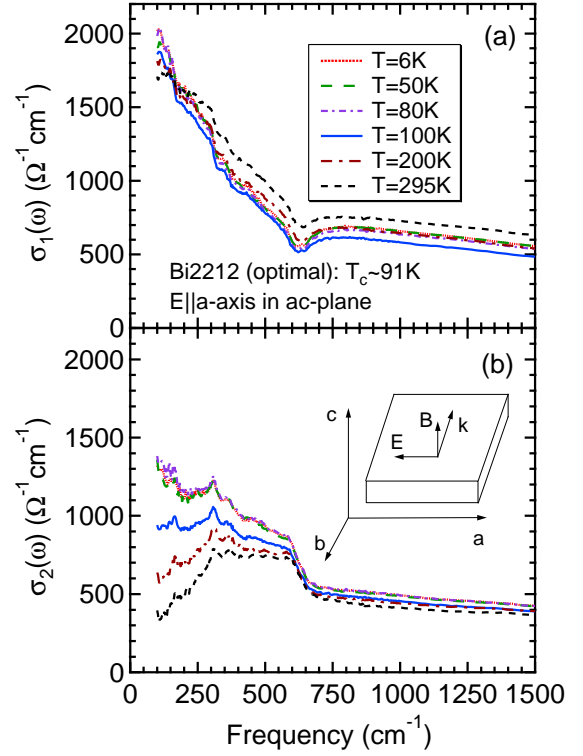 2000
1500
1000
500
0
σ₁(ω) (Ω⁻¹cm⁻¹)
(a)
T=6K
T=50K
T=80K
T=100K
T=200K
T=295K
Bi2212 (optimal): T_c~91K
E||a-axis in ac-plane
2000
1500
1000
500
0
σ₂(ω) (Ω⁻¹cm⁻¹)
(b)
c
B
k
E
b
a
0 250 500 750 1000 1250 1500
Frequency (cm⁻¹)